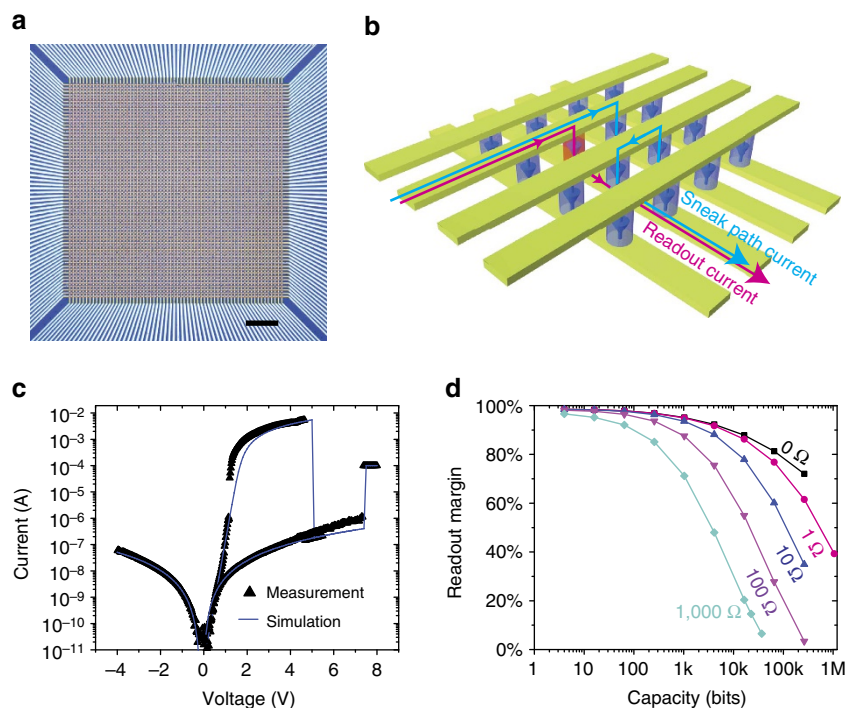 a
b
Sneak path current
Readout current
c
10⁻²
10⁻³
10⁻⁴
10⁻⁵
10⁻⁶
10⁻⁷
10⁻⁸
10⁻⁹
10⁻¹⁰
10⁻¹¹
Current (A)
Measurement
Simulation
−4 −2 0 2 4 6 8
Voltage (V)
d
100%
80%
60%
40%
20%
0%
Readout margin
0 Ω
1 Ω
10 Ω
100 Ω
1,000 Ω
1 10 100 1k 10k 100k 1M
Capacity (bits)